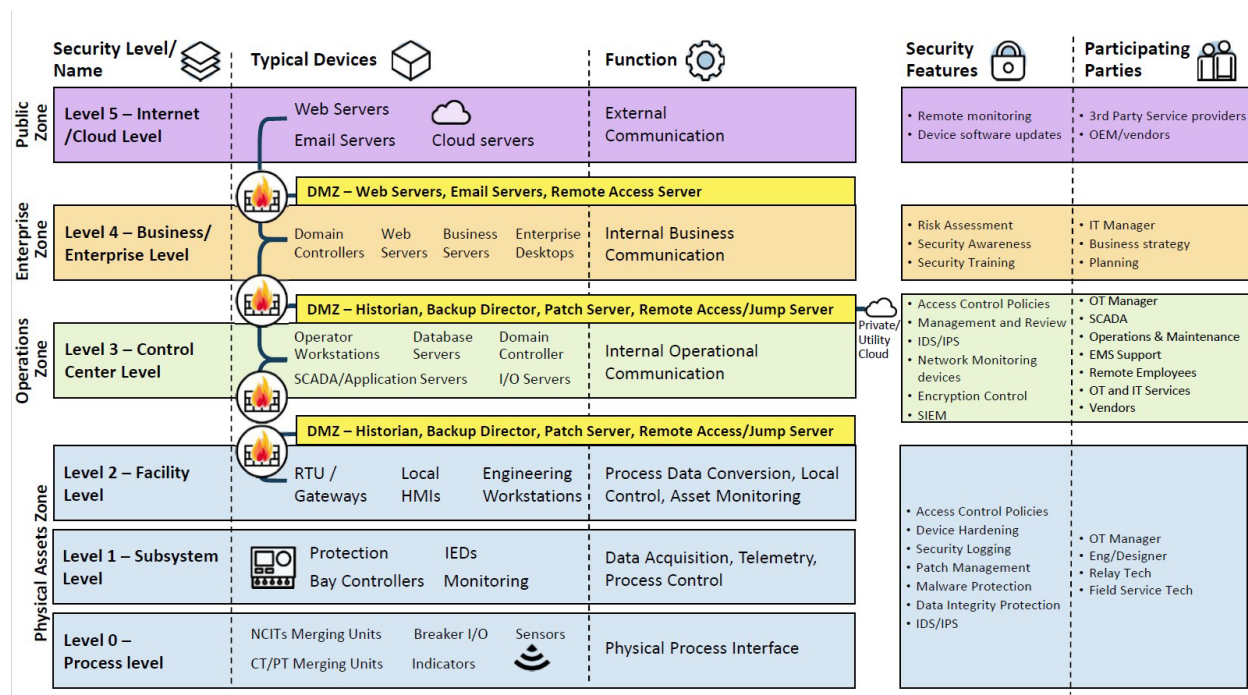 Security Level/
Name
Typical Devices
Function
Security
Features
Participating
Parties
Public
Zone
Level 5 – Internet
/Cloud Level
Web Servers
Email Servers
Cloud servers
External
Communication
• Remote monitoring
• Device software updates
• 3rd Party Service providers
• OEM/vendors
DMZ – Web Servers, Email Servers, Remote Access Server
Enterprise
Zone
Level 4 – Business/
Enterprise Level
Domain
Controllers
Web
Servers
Business
Servers
Enterprise
Desktops
Internal Business
Communication
• Risk Assessment
• Security Awareness
• Security Training
• IT Manager
• Business strategy
• Planning
DMZ – Historian, Backup Director, Patch Server, Remote Access/Jump Server
Private/
Utility
Cloud
Operations
Zone
Level 3 – Control
Center Level
Operator
Workstations
Database
Servers
Domain
Controller
SCADA/Application Servers
I/O Servers
Internal Operational
Communication
• Access Control Policies
• Management and Review
• IDS/IPS
• Network Monitoring
devices
• Encryption Control
• SIEM
• OT Manager
• SCADA
• Operations & Maintenance
• EMS Support
• Remote Employees
• OT and IT Services
• Vendors
DMZ – Historian, Backup Director, Patch Server, Remote Access/Jump Server
Physical Assets Zone
Level 2 – Facility
Level
RTU /
Gateways
Local
HMIs
Engineering
Workstations
Process Data Conversion, Local
Control, Asset Monitoring
Level 1 – Subsystem
Level
Protection
Bay Controllers
IEDs
Monitoring
Data Acquisition, Telemetry,
Process Control
Level 0 –
Process level
NCITs Merging Units
Breaker I/O
Sensors
CT/PT Merging Units
Indicators
Physical Process Interface
• Access Control Policies
• Device Hardening
• Security Logging
• Patch Management
• Malware Protection
• Data Integrity Protection
• IDS/IPS
• OT Manager
• Eng/Designer
• Relay Tech
• Field Service Tech